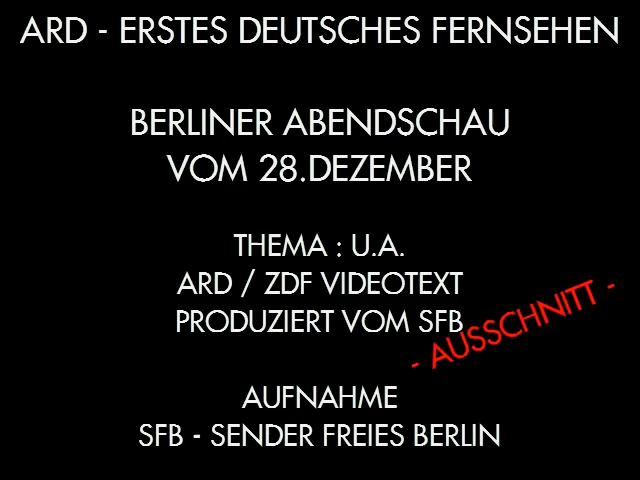 ARD - ERSTES DEUTSCHES FERNSEHEN
BERLINER ABENDSCHAU
VOM 28.DEZEMBER
THEMA : U.A.
ARD / ZDF VIDEOTEXT
PRODUZIERT VOM SFB
- AUSSCHNITT -
AUFNAHME
SFB - SENDER FREIES BERLIN